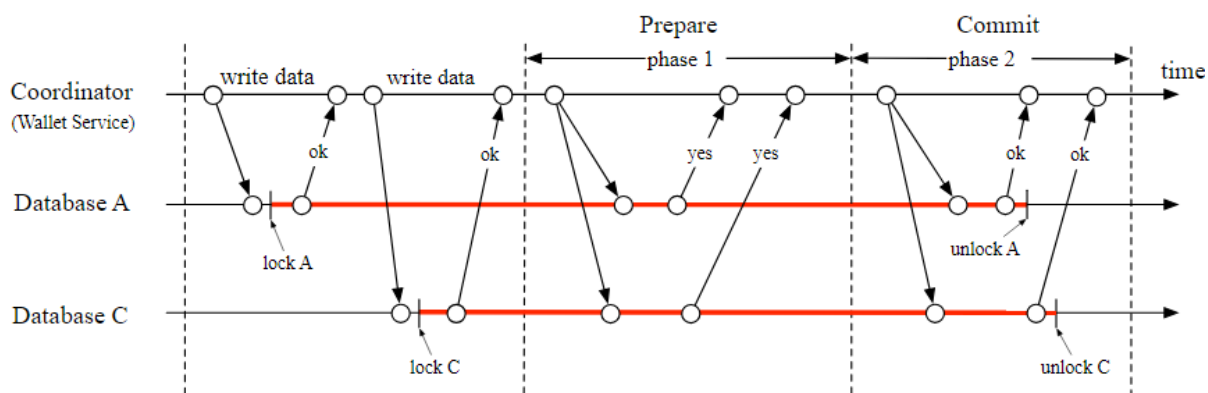 Prepare
Commit
phase 1
phase 2
time
write data
write data
Coordinator
(Wallet Service)
ok
ok
yes
yes
ok
ok
Database A
lock A
unlock A
Database C
lock C
unlock C